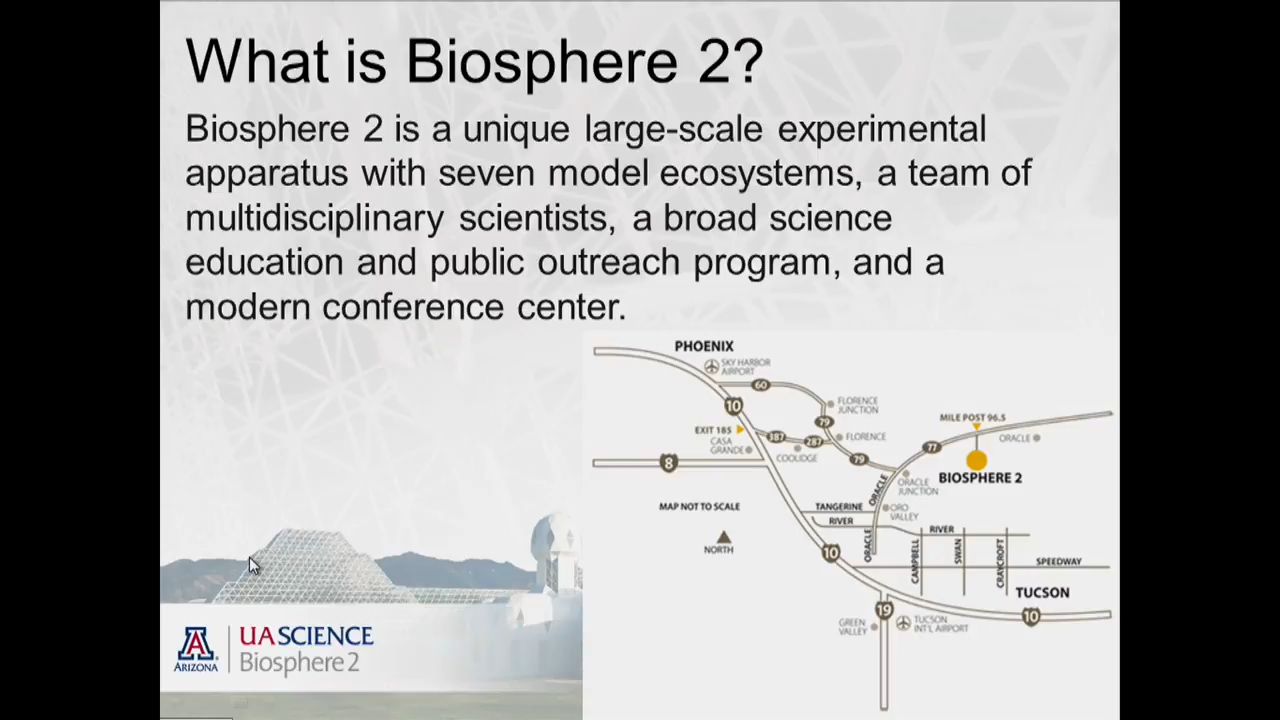 What is Biosphere 2?
Biosphere 2 is a unique large-scale experimental
apparatus with seven model ecosystems, a team of
multidisciplinary scientists, a broad science
education and public outreach program, and a
modern conference center.
PHOENIX
SKY HARBOR
AIRPORT
60
10
FLORENCE
JUNCTION
79
EXIT 185
387
287
FLORENCE
CASA
GRANDE
COOLIDGE
79
8
MILE POST 96.5
77
ORACLE
BIOSPHERE 2
ORACLE
JUNCTION
ORACLE
MAP NOT TO SCALE
TANGERINE
ORO
VALLEY
RIVER
RIVER
NORTH
10
ORACLE
CAMPBELL
SWAN
CRAYCROFT
SPEEDWAY
TUCSON
19
10
GREEN
VALLEY
TUCSON
INT'L AIRPORT
A
ARIZONA
UA SCIENCE
Biosphere 2